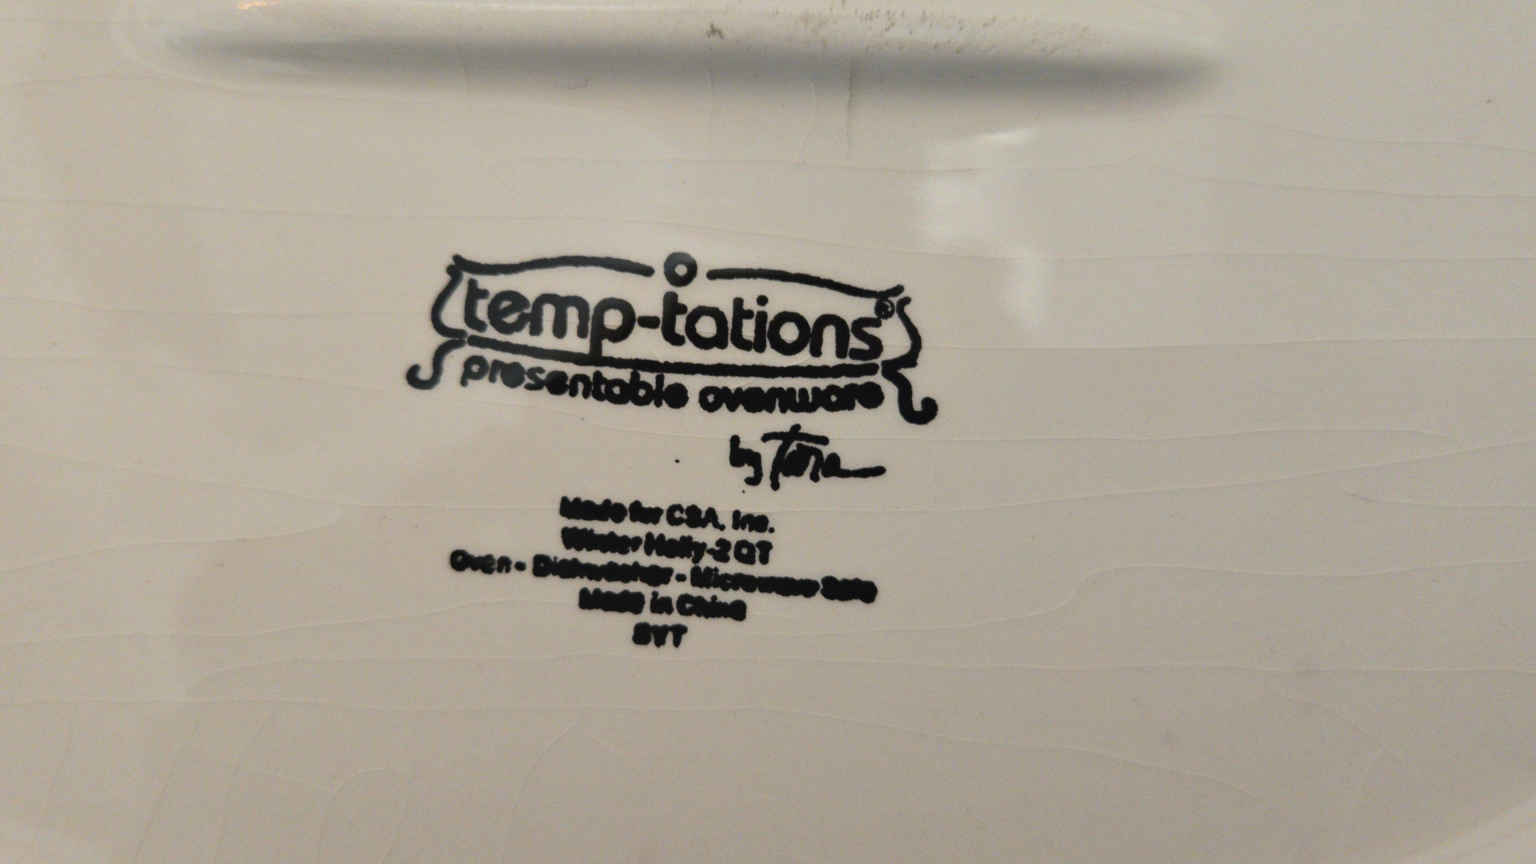 temp-tations®
presentable ovenware
by Tara
Made for CSA, Inc.
Winter Holly-2 QT
Oven - Dishwasher - Microwave Safe
Made in China